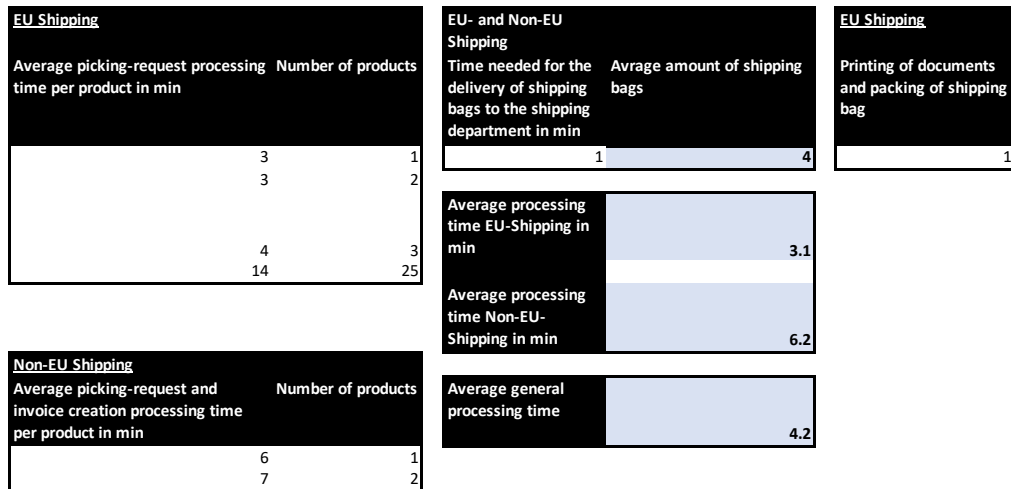 EU Shipping
Average picking-request processing time per product in min
Number of products
3 1
3 2
4 3
14 25
Non-EU Shipping
Average picking-request and invoice creation processing time per product in min
Number of products
6 1
7 2
EU- and Non-EU Shipping
Time needed for the delivery of shipping bags to the shipping department in min
Avrage amount of shipping bags
1 4
Average processing time EU-Shipping in min
3.1
Average processing time Non-EU-Shipping in min
6.2
Average general processing time
4.2
EU Shipping
Printing of documents and packing of shipping bag
1